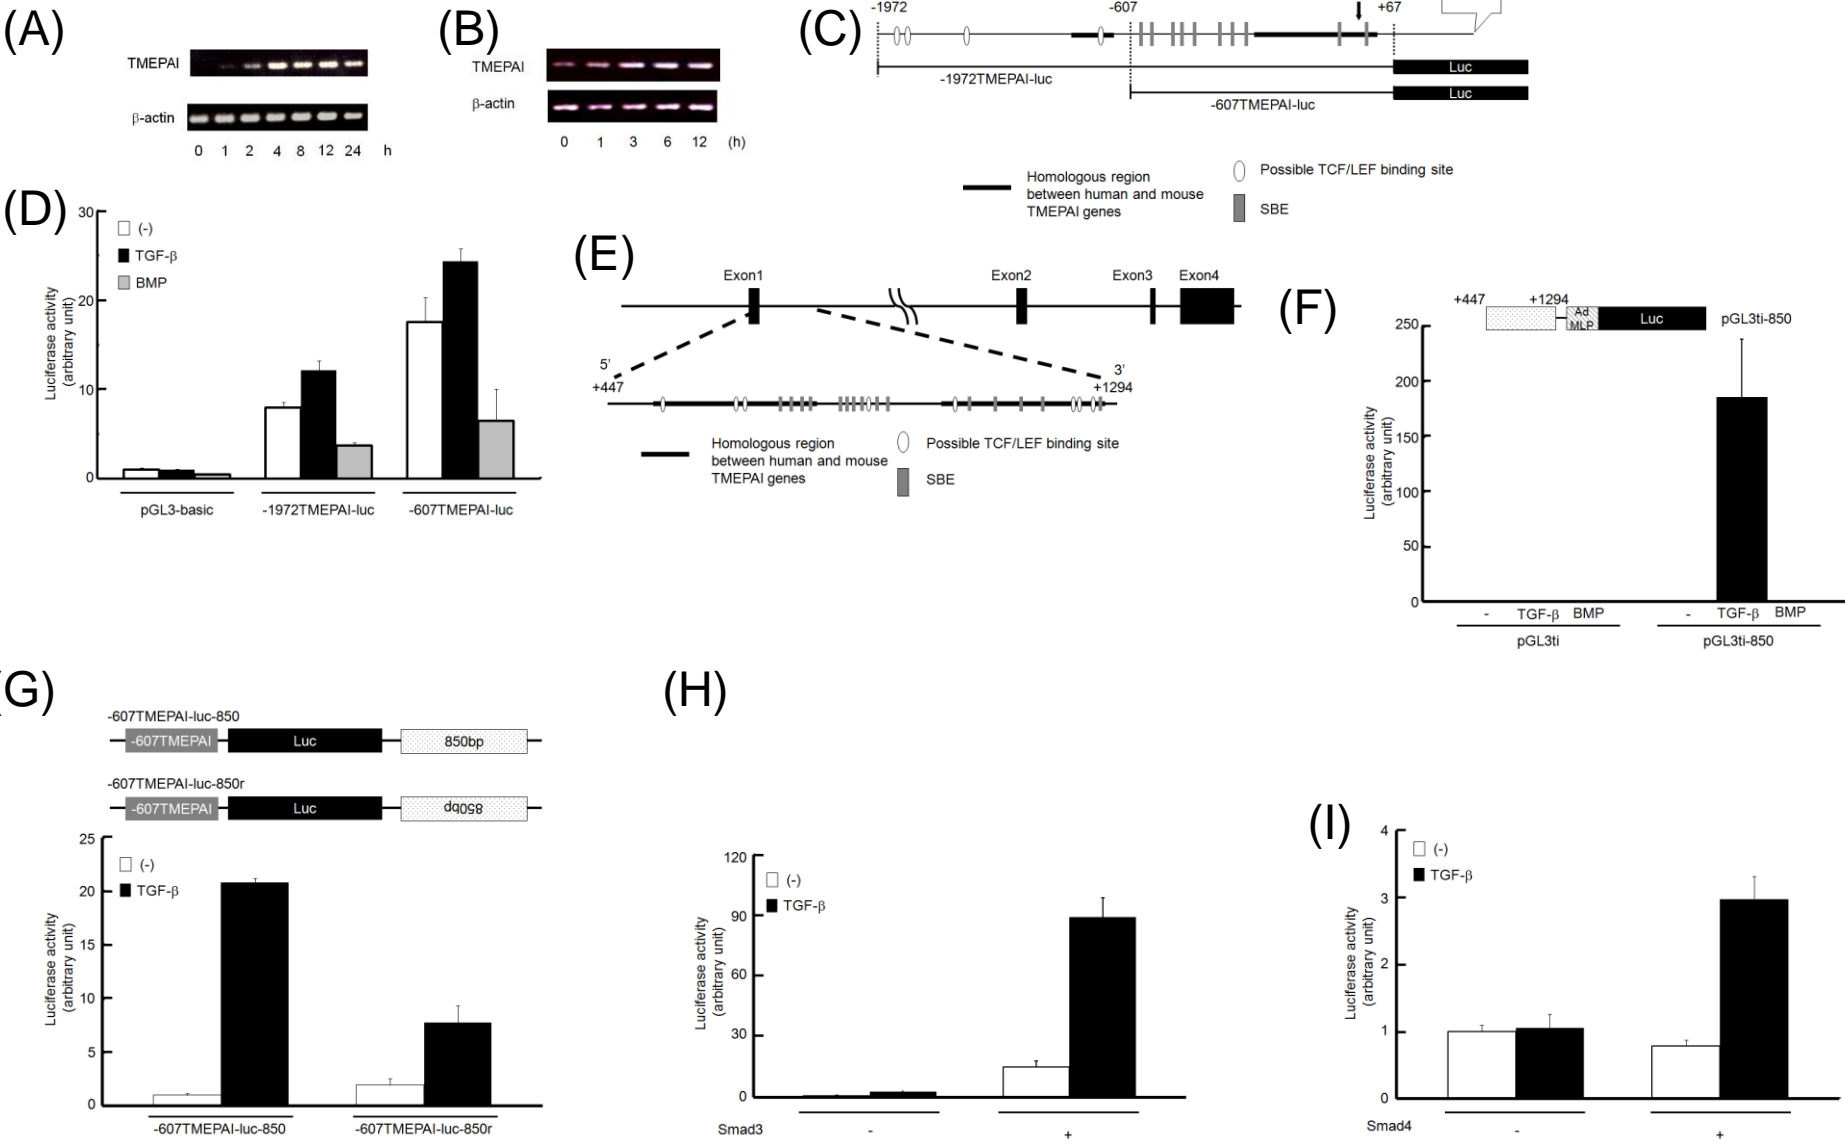 (A)
TMEPAI
β-actin
0 1 2 4 8 12 24 h
(B)
TMEPAI
β-actin
0 1 3 6 12 (h)
(C)
-1972
-607
+67
Luc
-1972TMEPAI-luc
Luc
-607TMEPAI-luc
Homologous region
between human and mouse
TMEPAI genes
Possible TCF/LEF binding site
SBE
(D)
30
20
10
0
Luciferase activity
(arbitrary unit)
(-)
TGF-β
BMP
pGL3-basic
-1972TMEPAI-luc
-607TMEPAI-luc
(E)
Exon1
Exon2
Exon3
Exon4
5'
+447
3'
+1294
Homologous region
between human and mouse
TMEPAI genes
Possible TCF/LEF binding site
SBE
(F)
+447
+1294
Ad
MLP
Luc
pGL3ti-850
250
200
150
100
50
0
Luciferase activity
(arbitrary unit)
- TGF-β BMP
- TGF-β BMP
pGL3ti
pGL3ti-850
(G)
-607TMEPAI-luc-850
-607TMEPAI
Luc
850bp
-607TMEPAI-luc-850r
-607TMEPAI
Luc
850bp
25
20
15
10
5
0
Luciferase activity
(arbitrary unit)
(-)
TGF-β
-607TMEPAI-luc-850
-607TMEPAI-luc-850r
(H)
120
90
60
30
0
Luciferase activity
(arbitrary unit)
(-)
TGF-β
Smad3 - +
(I)
4
3
2
1
0
Luciferase activity
(arbitrary unit)
(-)
TGF-β
Smad4 - +